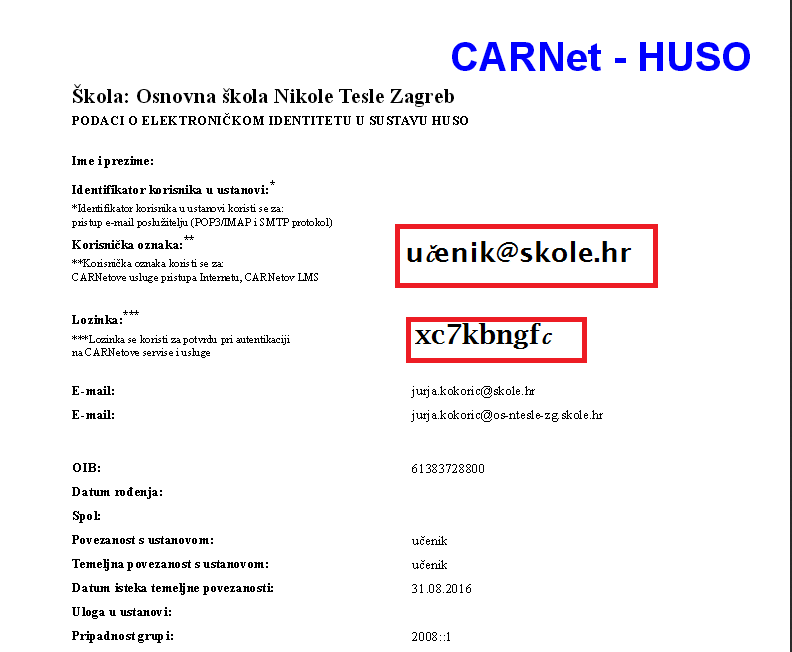 CARNet - HUSO
Škola: Osnovna škola Nikole Tesle Zagreb
PODACI O ELEKTRONIČKOM IDENTITETU U SUSTAVU HUSO
Ime i prezime:
Identifikator korisnika u ustanovi:*
*Identifikator korisnika u ustanovi koristi se za:
pristup e-mail poslužitelju (POP3/IMAP i SMTP protokol)
Korisnička oznaka:** učenik@skole.hr
**Korisnička oznaka koristi se za:
CARNetove usluge pristupa Internetu, CARNetov LMS
Lozinka:*** xc7kbngfc
***Lozinka se koristi za potvrdu pri autentikaciji
na CARNetove servise i usluge
E-mail: jurja.kokoric@skole.hr
E-mail: jurja.kokoric@os-ntesle-zg.skole.hr
OIB: 61383728800
Datum rođenja:
Spol:
Povezanost s ustanovom: učenik
Temeljna povezanost s ustanovom: učenik
Datum isteka temeljne povezanosti: 31.08.2016
Uloga u ustanovi:
Pripadnost grupi: 2008::1